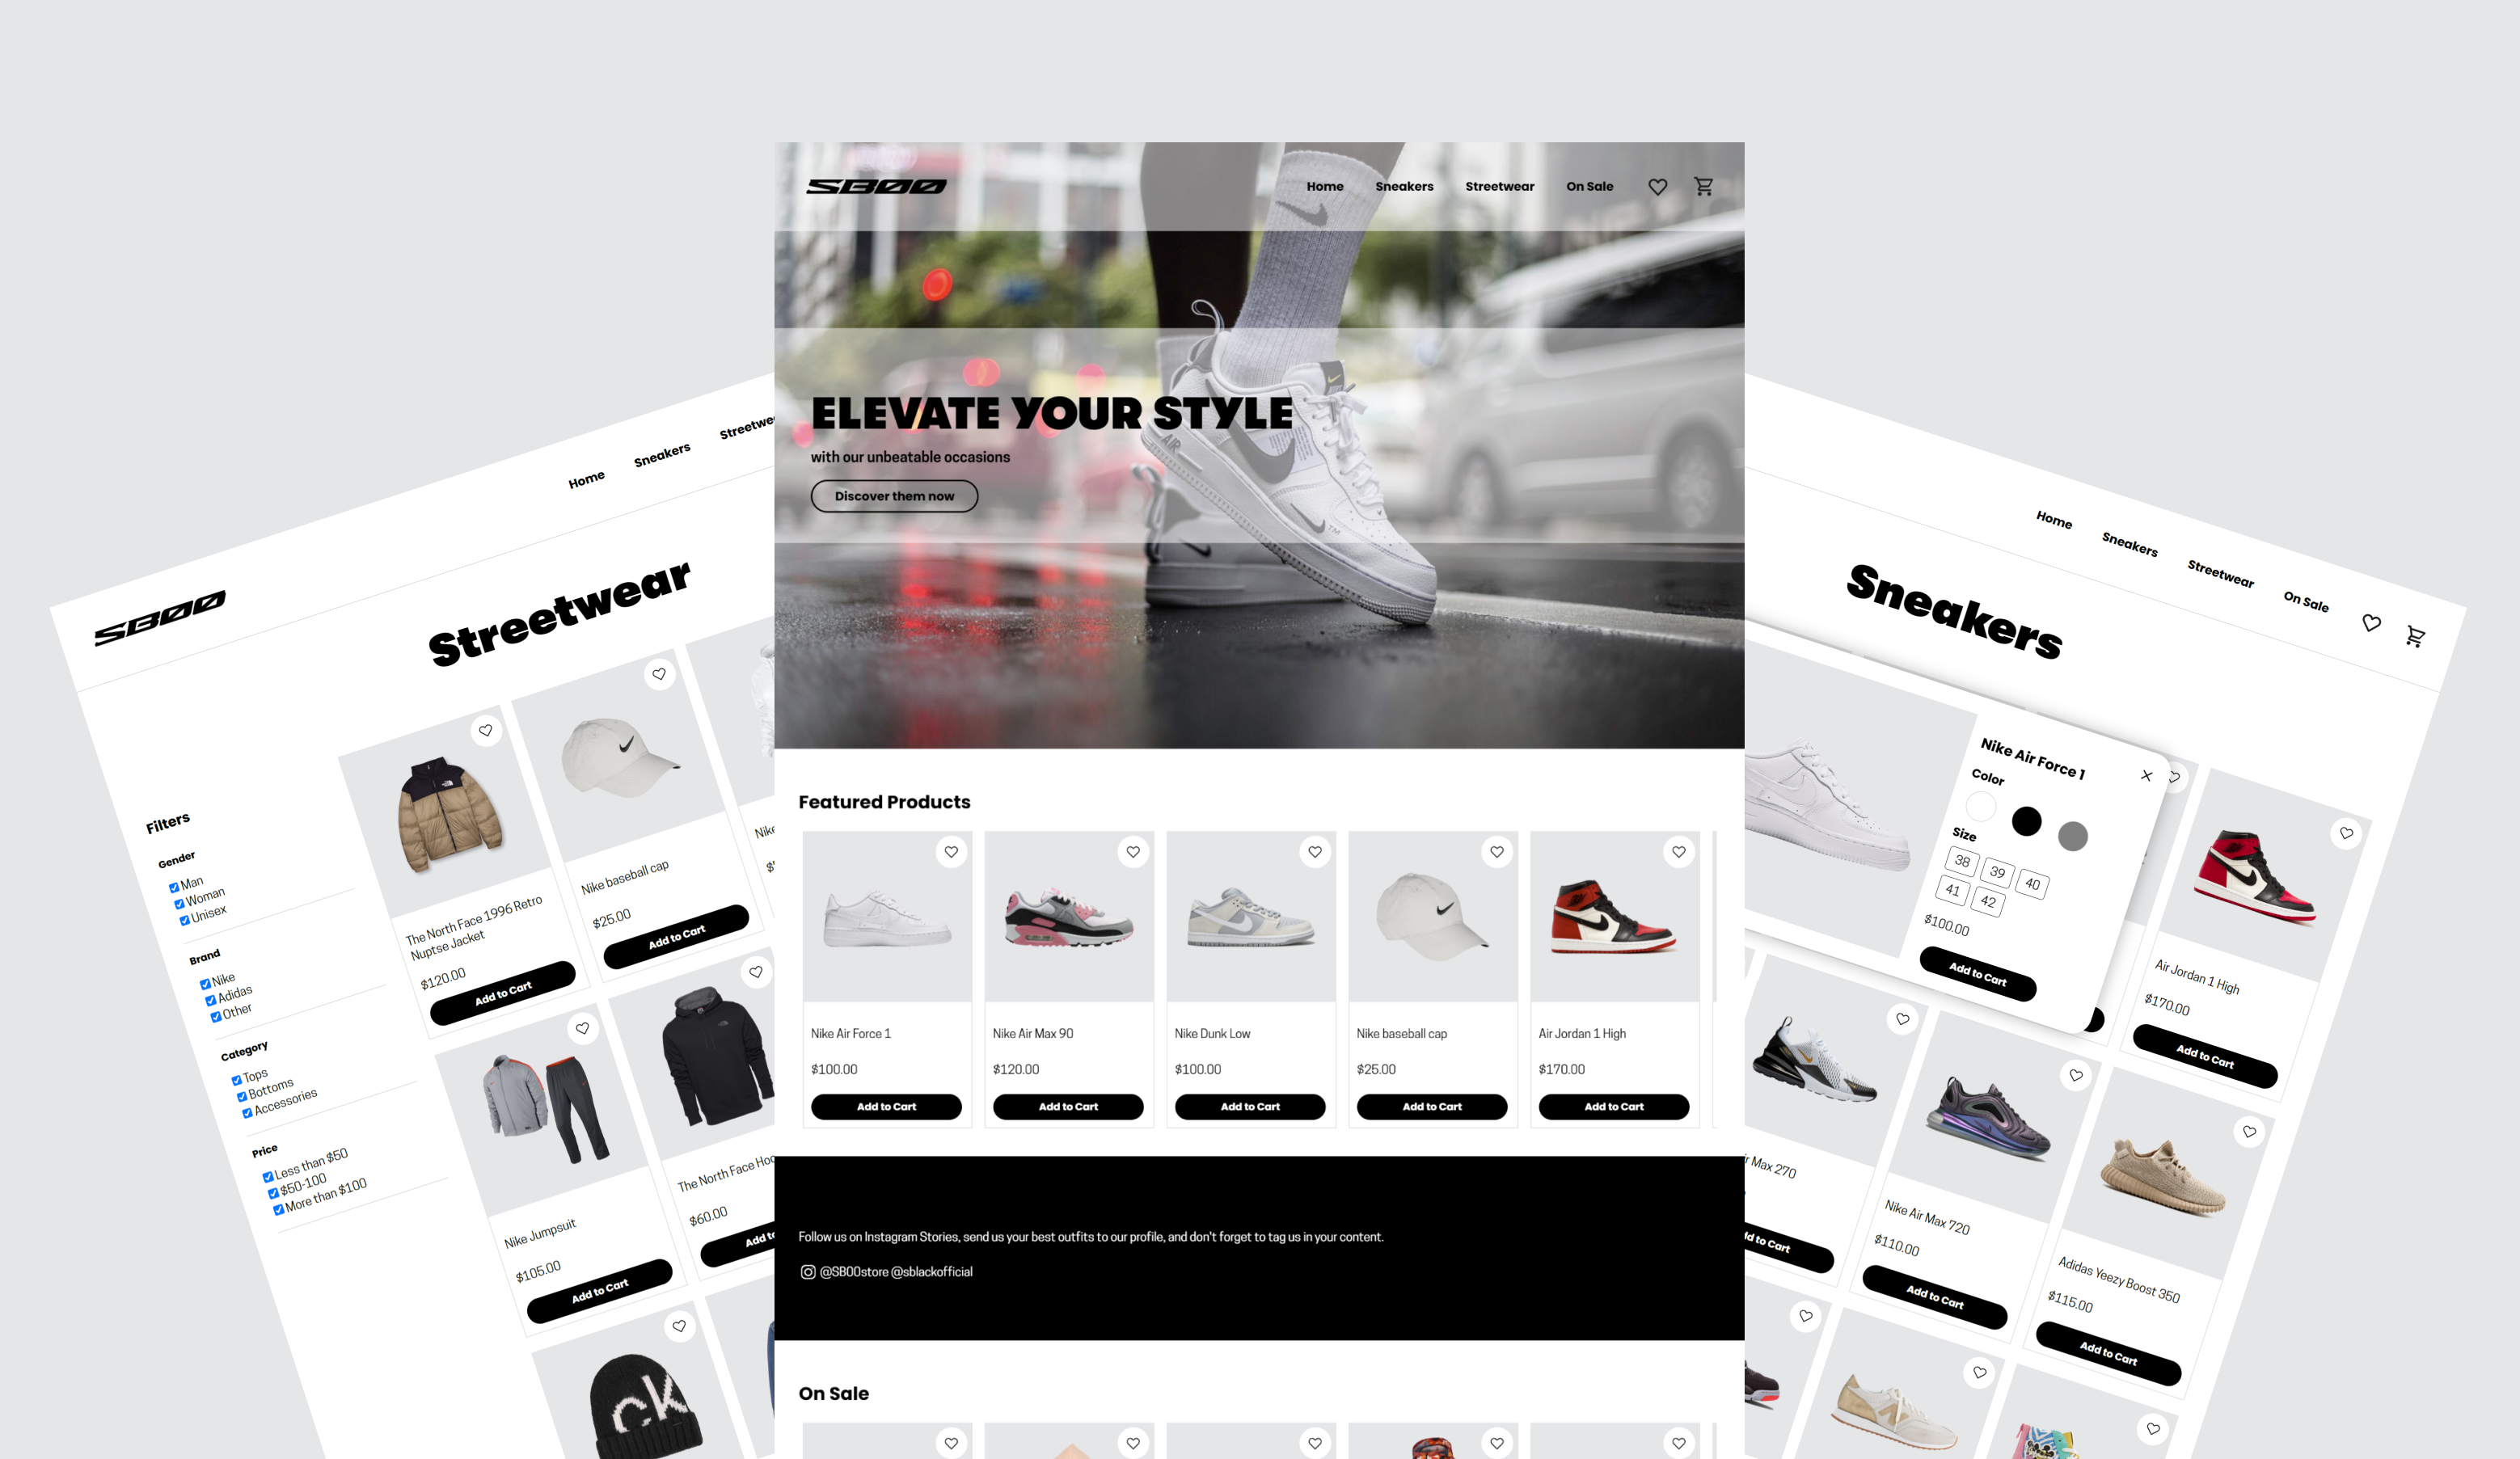 SB00
Home
Sneakers
Streetwear
On Sale
ELEVATE YOUR STYLE
with our unbeatable occasions
Discover them now
AIR
Featured Products
Nike Air Force 1
$100.00
Add to Cart
Nike Air Max 90
$120.00
Add to Cart
Nike Dunk Low
$100.00
Add to Cart
Nike baseball cap
$25.00
Add to Cart
Air Jordan 1 High
$170.00
Add to Cart
Follow us on Instagram Stories, send us your best outfits to our profile, and don't forget to tag us in your content.
@SB00store @sblackofficial
On Sale
SB00
Home
Sneakers
Streetwe
Streetwear
Filters
Gender
Man
Woman
Unisex
Brand
Nike
Adidas
Other
Category
Tops
Bottoms
Accessories
Price
Less than $50
$50-100
More than $100
The North Face 1996 Retro
Nuptse Jacket
$120.00
Add to Cart
Nike baseball cap
$25.00
Add to Cart
Nike Jumpsuit
$105.00
Add to Cart
The North Face Hoo
$60.00
ck
Home
Sneakers
Streetwear
On Sale
Sneakers
Nike Air Force 1
Color
Size
38
39
40
41
42
$100.00
Add to Cart
Air Jordan 1 High
$170.00
Add to Cart
Max 270
to Cart
Nike Air Max 720
$110.00
Add to Cart
Adidas Yeezy Boost 350
$115.00
Add to Cart